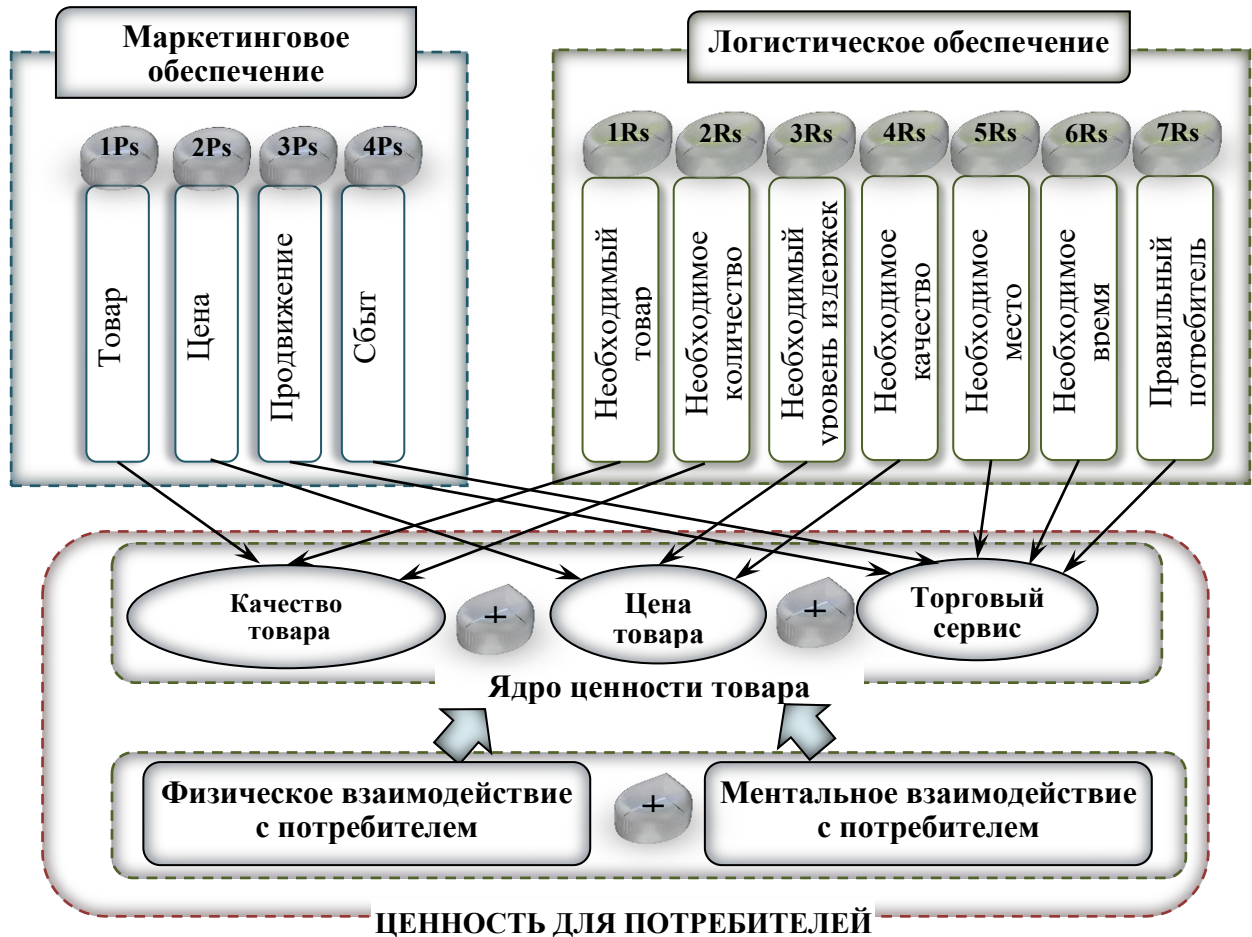 Маркетинговое
обеспечение
Логистическое обеспечение
1Ps
2Ps
3Ps
4Ps
1Rs
2Rs
3Rs
4Rs
5Rs
6Rs
7Rs
Товар
Цена
Продвижение
Сбыт
Необходимый
товар
Необходимое
количество
Необходимый
уровень издержек
Необходимое
качество
Необходимое
место
Необходимое
время
Правильный
потребитель
Качество
товара
+
Цена
товара
+
Торговый
сервис
Ядро ценности товара
Физическое взаимодействие
с потребителем
+
Ментальное взаимодействие
с потребителем
ЦЕННОСТЬ ДЛЯ ПОТРЕБИТЕЛЕЙ